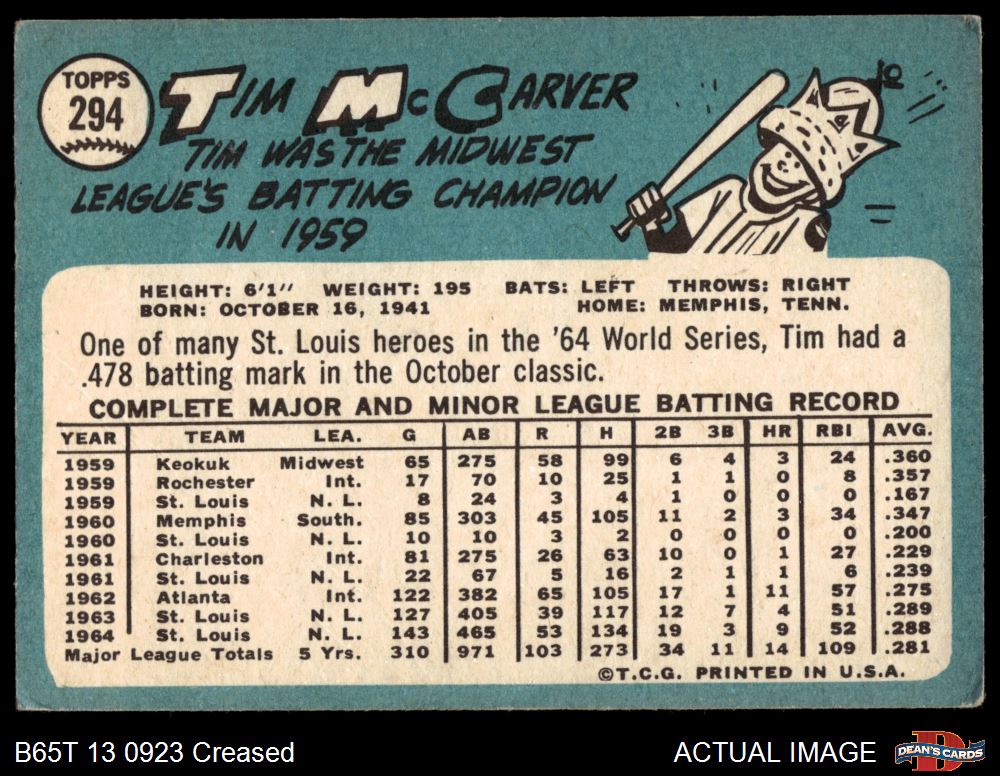 TOPPS
294
TIM McCARVER
TIM WAS THE MIDWEST
LEAGUE'S BATTING CHAMPION
IN 1959
HEIGHT: 6'1" WEIGHT: 195 BATS: LEFT THROWS: RIGHT
BORN: OCTOBER 16, 1941 HOME: MEMPHIS, TENN.
One of many St. Louis heroes in the '64 World Series, Tim had a
.478 batting mark in the October classic.
COMPLETE MAJOR AND MINOR LEAGUE BATTING RECORD
YEAR TEAM LEA. G AB R H 2B 3B HR RBI AVG.
1959 Keokuk Midwest 65 275 58 99 6 4 3 24 .360
1959 Rochester Int. 17 70 10 25 1 1 0 8 .357
1959 St. Louis N. L. 8 24 3 4 1 0 0 0 .167
1960 Memphis South. 85 303 45 105 11 2 3 34 .347
1960 St. Louis N. L. 10 10 3 2 0 0 0 0 .200
1961 Charleston Int. 81 275 26 63 10 0 1 27 .229
1961 St. Louis N. L. 22 67 5 16 2 1 1 6 .239
1962 Atlanta Int. 122 382 65 105 17 1 11 57 .275
1963 St. Louis N. L. 127 405 39 117 12 7 4 51 .289
1964 St. Louis N. L. 143 465 53 134 19 3 9 52 .288
Major League Totals 5 Yrs. 310 971 103 273 34 11 14 109 .281
©T.C.G. PRINTED IN U.S.A.
B65T 13 0923 Creased ACTUAL IMAGE
DEAN'S CARDS